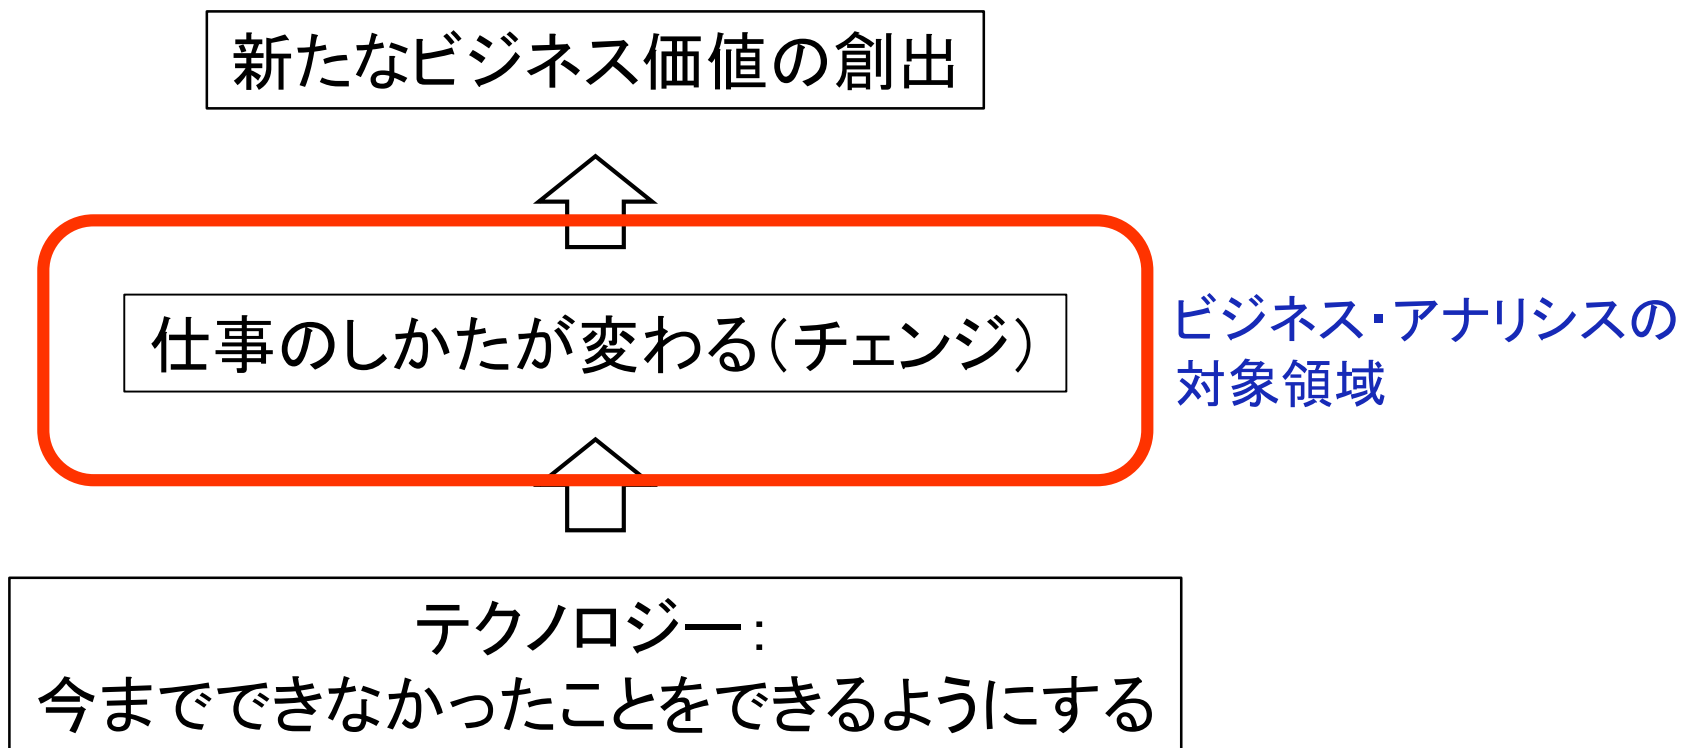 新たなビジネス価値の創出
仕事のしかたが変わる（チェンジ）
ビジネス・アナリシスの
対象領域
テクノロジー：
今までできなかったことをできるようにする